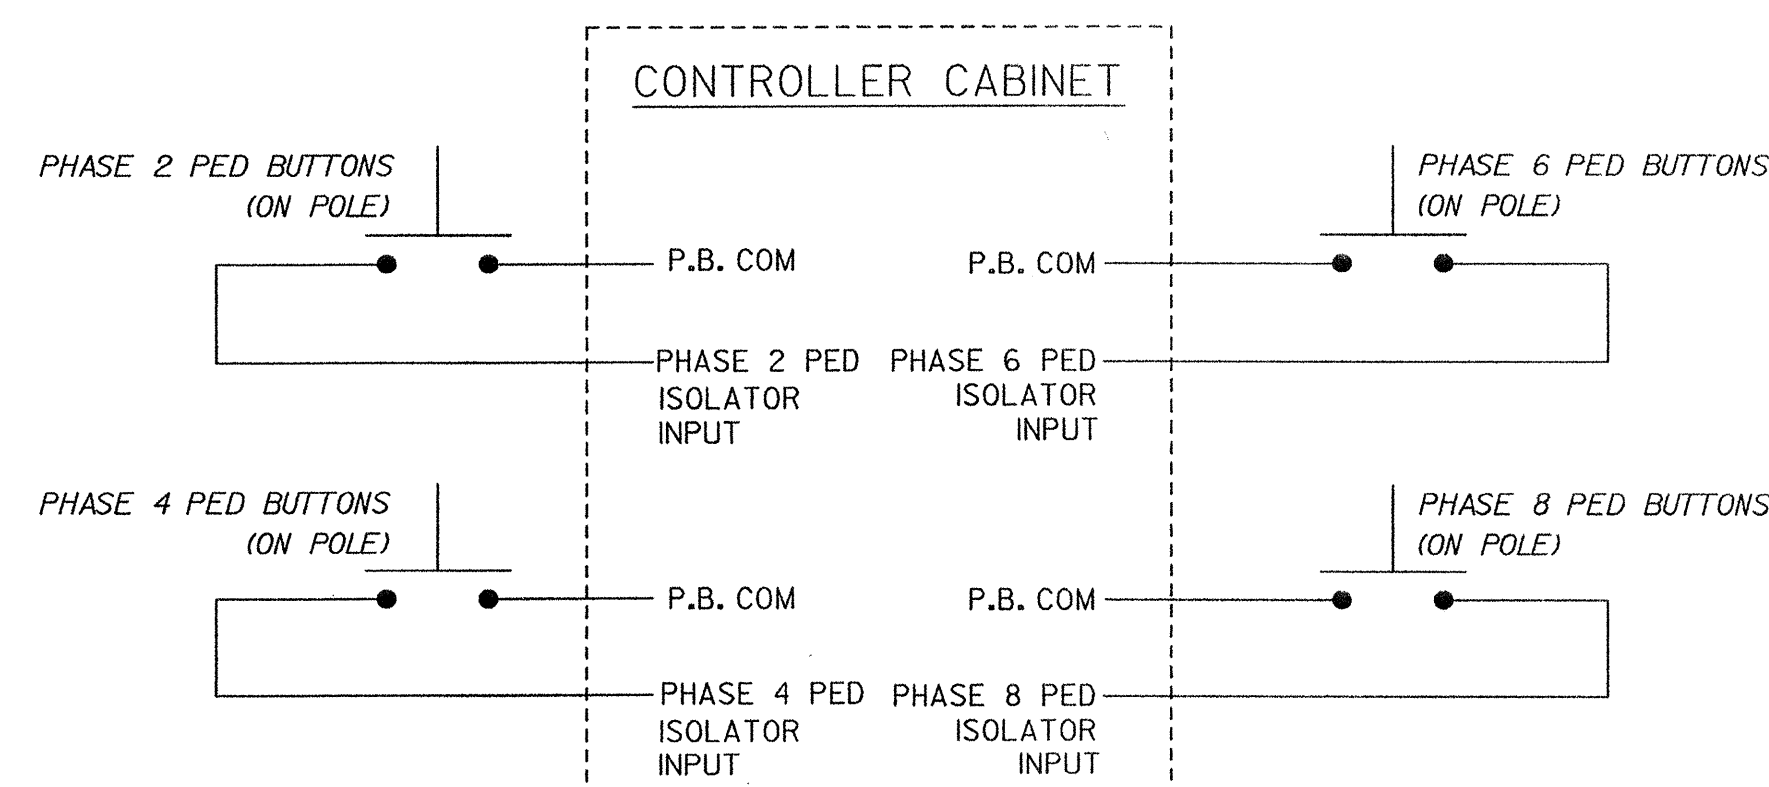 CONTROLLER CABINET
PHASE 2 PED BUTTONS
(ON POLE)
PHASE 6 PED BUTTONS
(ON POLE)
P.B. COM
P.B. COM
PHASE 2 PED
ISOLATOR
INPUT
PHASE 6 PED
ISOLATOR
INPUT
PHASE 4 PED BUTTONS
(ON POLE)
PHASE 8 PED BUTTONS
(ON POLE)
P.B. COM
P.B. COM
PHASE 4 PED
ISOLATOR
INPUT
PHASE 8 PED
ISOLATOR
INPUT